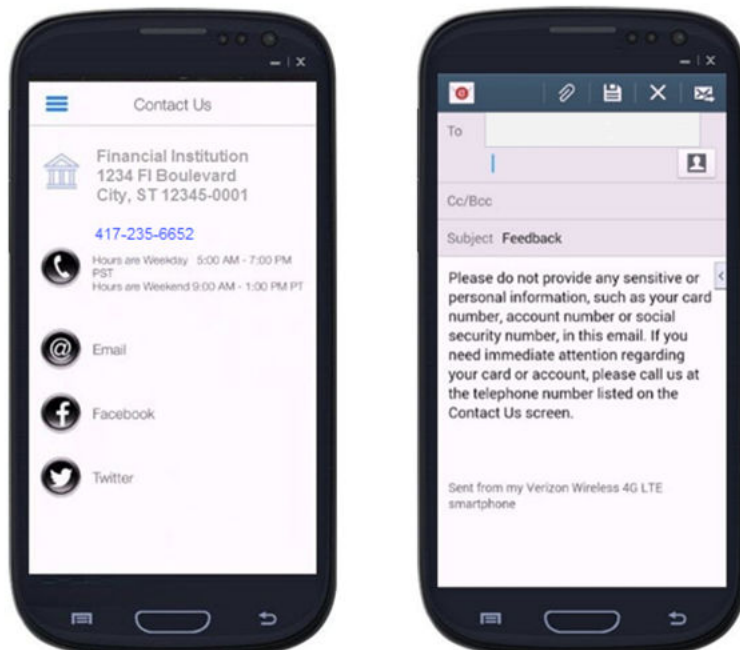 Contact Us
Financial Institution
1234 FI Boulevard
City, ST 12345-0001
417-235-6652
Hours are Weekday 5:00 AM - 7:00 PM
PST
Hours are Weekend 9:00 AM - 1:00 PM PT
Email
Facebook
Twitter
To
Cc/Bcc
Subject Feedback
Please do not provide any sensitive or
personal information, such as your card
number, account number or social
security number, in this email. If you
need immediate attention regarding
your card or account, please call us at
the telephone number listed on the
Contact Us screen.
Sent from my Verizon Wireless 4G LTE
smartphone